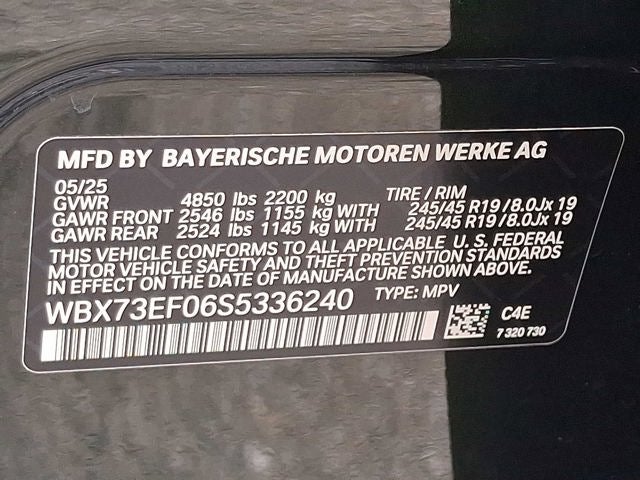 MFD BY BAYERISCHE MOTOREN WERKE AG
05/25
GVWR 4850 lbs 2200 kg TIRE / RIM
GAWR FRONT 2546 lbs 1155 kg WITH 245/45 R19/8.0Jx 19
GAWR REAR 2524 lbs 1145 kg WITH 245/45 R19/8.0Jx 19
THIS VEHICLE CONFORMS TO ALL APPLICABLE U. S. FEDERAL
MOTOR VEHICLE SAFETY AND THEFT PREVENTION STANDARDS
IN EFFECT ON THE DATE OF MANUFACTURE SHOWN ABOVE.
WBX73EF06S5336240 TYPE: MPV
C4E
7 320 730